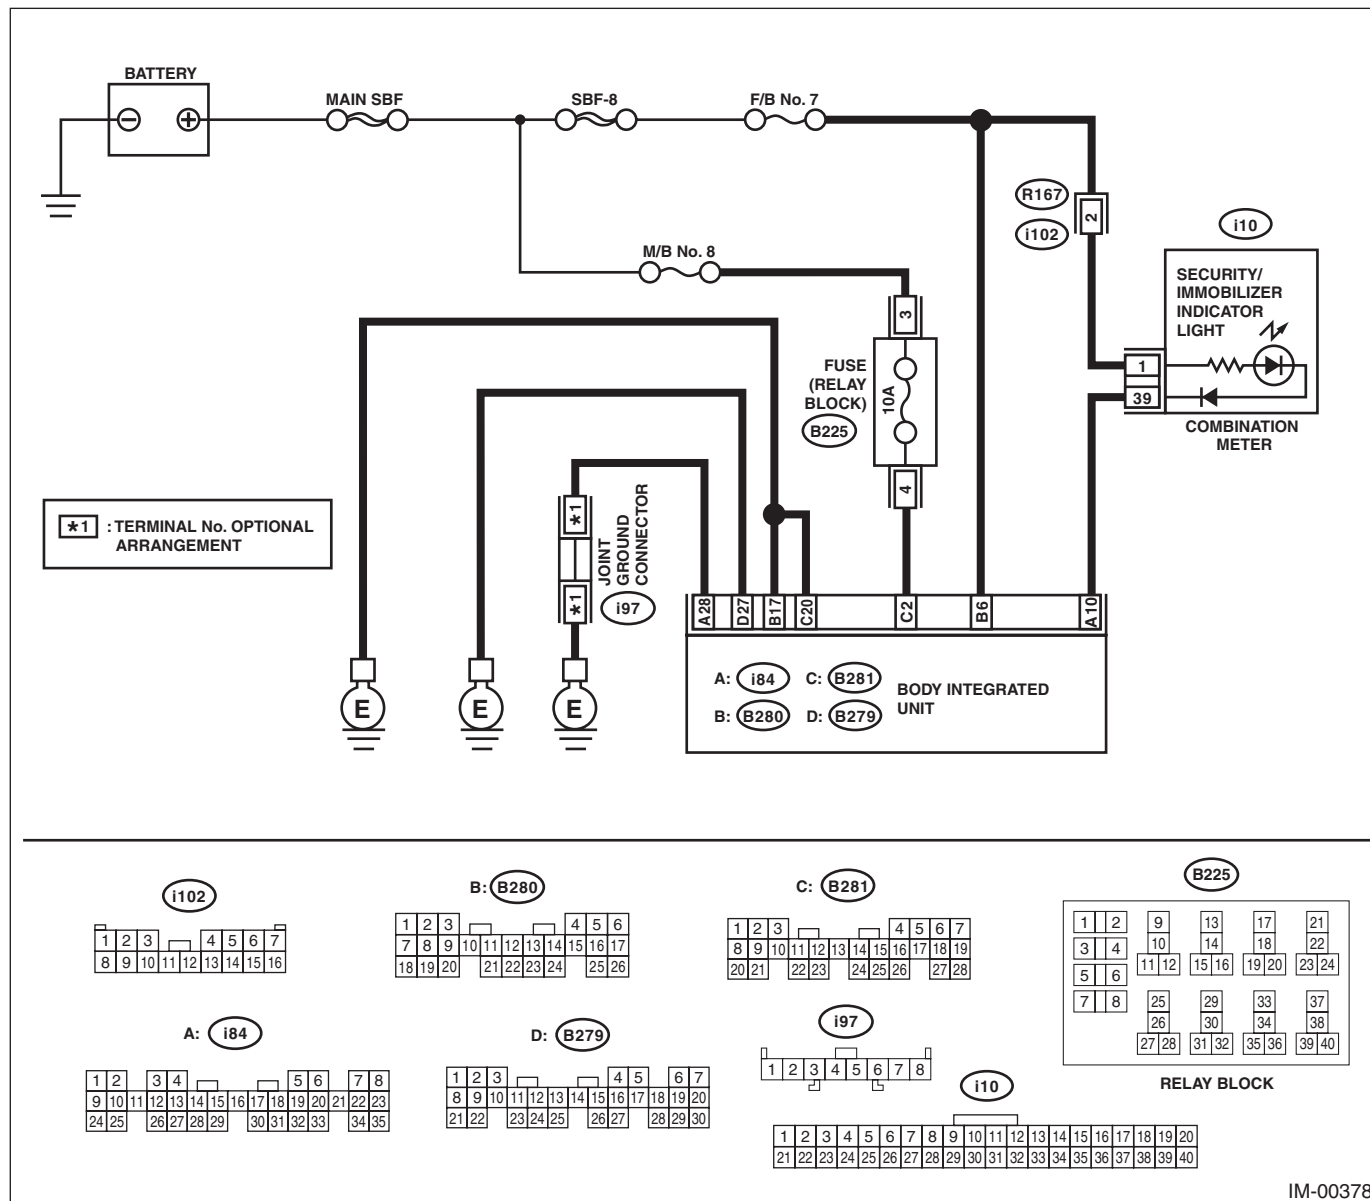 BATTERY
MAIN SBF
SBF-8
F/B No. 7
R167
i102
2
i10
M/B No. 8
SECURITY/
IMMOBILIZER
INDICATOR
LIGHT
3
FUSE
(RELAY
BLOCK)
10A
B225
1
39
COMBINATION
METER
4
*1 : TERMINAL No. OPTIONAL
ARRANGEMENT
*1
JOINT
GROUND
CONNECTOR
*1
i97
A28
D27
B17
C20
C2
B6
A10
E
E
E
A: i84 C: B281
B: B280 D: B279
BODY INTEGRATED
UNIT
i102
1 2 3 4 5 6 7
8 9 10 11 12 13 14 15 16
B: B280
1 2 3 4 5 6
7 8 9 10 11 12 13 14 15 16 17
18 19 20 21 22 23 24 25 26
C: B281
1 2 3 4 5 6 7
8 9 10 11 12 13 14 15 16 17 18 19
20 21 22 23 24 25 26 27 28
B225
1 2 9 13 17 21
3 4 10 14 18 22
11 12 15 16 19 20 23 24
5 6
7 8 25 29 33 37
26 30 34 38
27 28 31 32 35 36 39 40
RELAY BLOCK
A: i84
1 2 3 4 5 6 7 8
9 10 11 12 13 14 15 16 17 18 19 20 21 22 23
24 25 26 27 28 29 30 31 32 33 34 35
D: B279
1 2 3 4 5 6 7
8 9 10 11 12 13 14 15 16 17 18 19 20
21 22 23 24 25 26 27 28 29 30
i97
1 2 3 4 5 6 7 8
i10
1 2 3 4 5 6 7 8 9 10 11 12 13 14 15 16 17 18 19 20
21 22 23 24 25 26 27 28 29 30 31 32 33 34 35 36 37 38 39 40
IM-00378